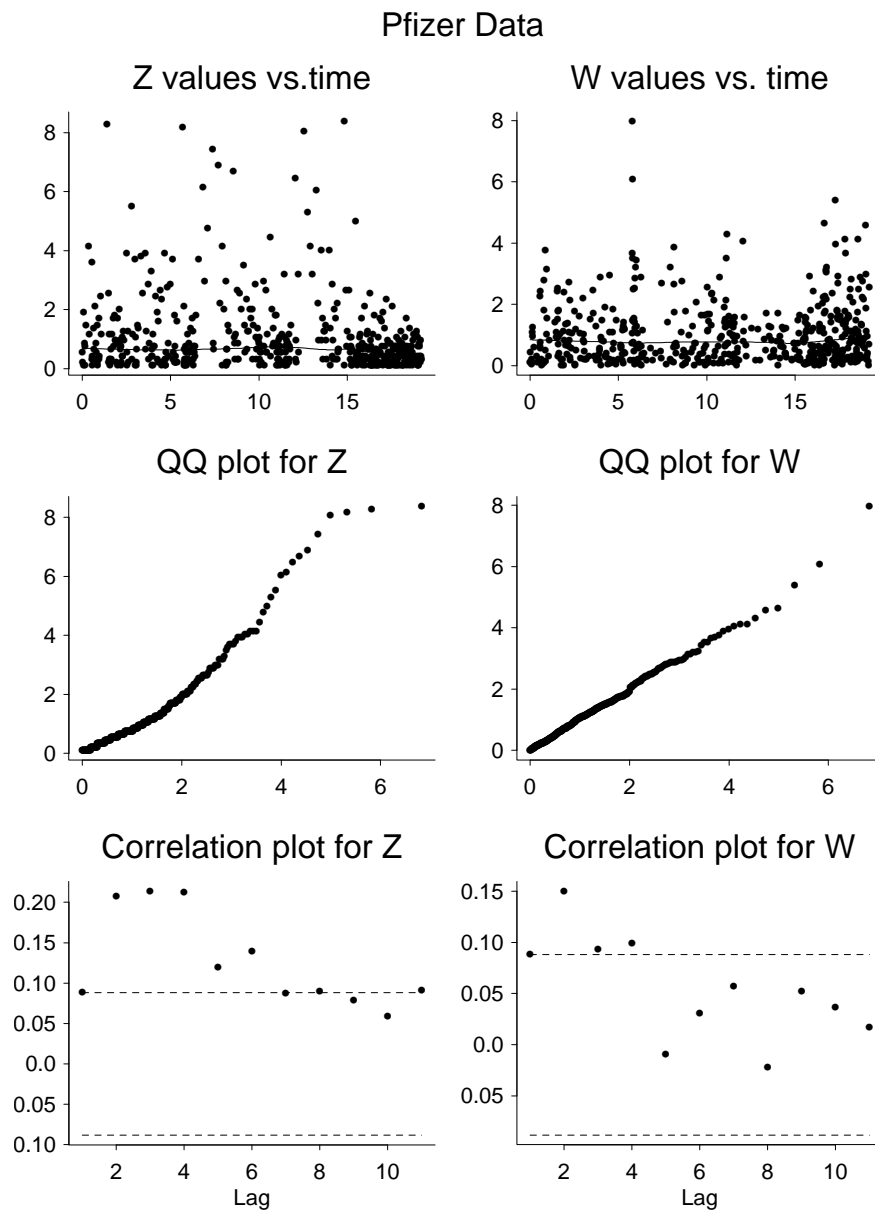 Pfizer Data
Z values vs.time
W values vs. time
8
6
4
2
0
0 5 10 15
8
6
4
2
0
0 5 10 15
QQ plot for Z
QQ plot for W
8
6
4
2
0
0 2 4 6
8
6
4
2
0
0 2 4 6
Correlation plot for Z
Correlation plot for W
0.20
0.15
0.10
0.05
0.0
0.05
0.10
2 4 6 8 10
Lag
0.15
0.10
0.05
0.0
0.05
2 4 6 8 10
Lag